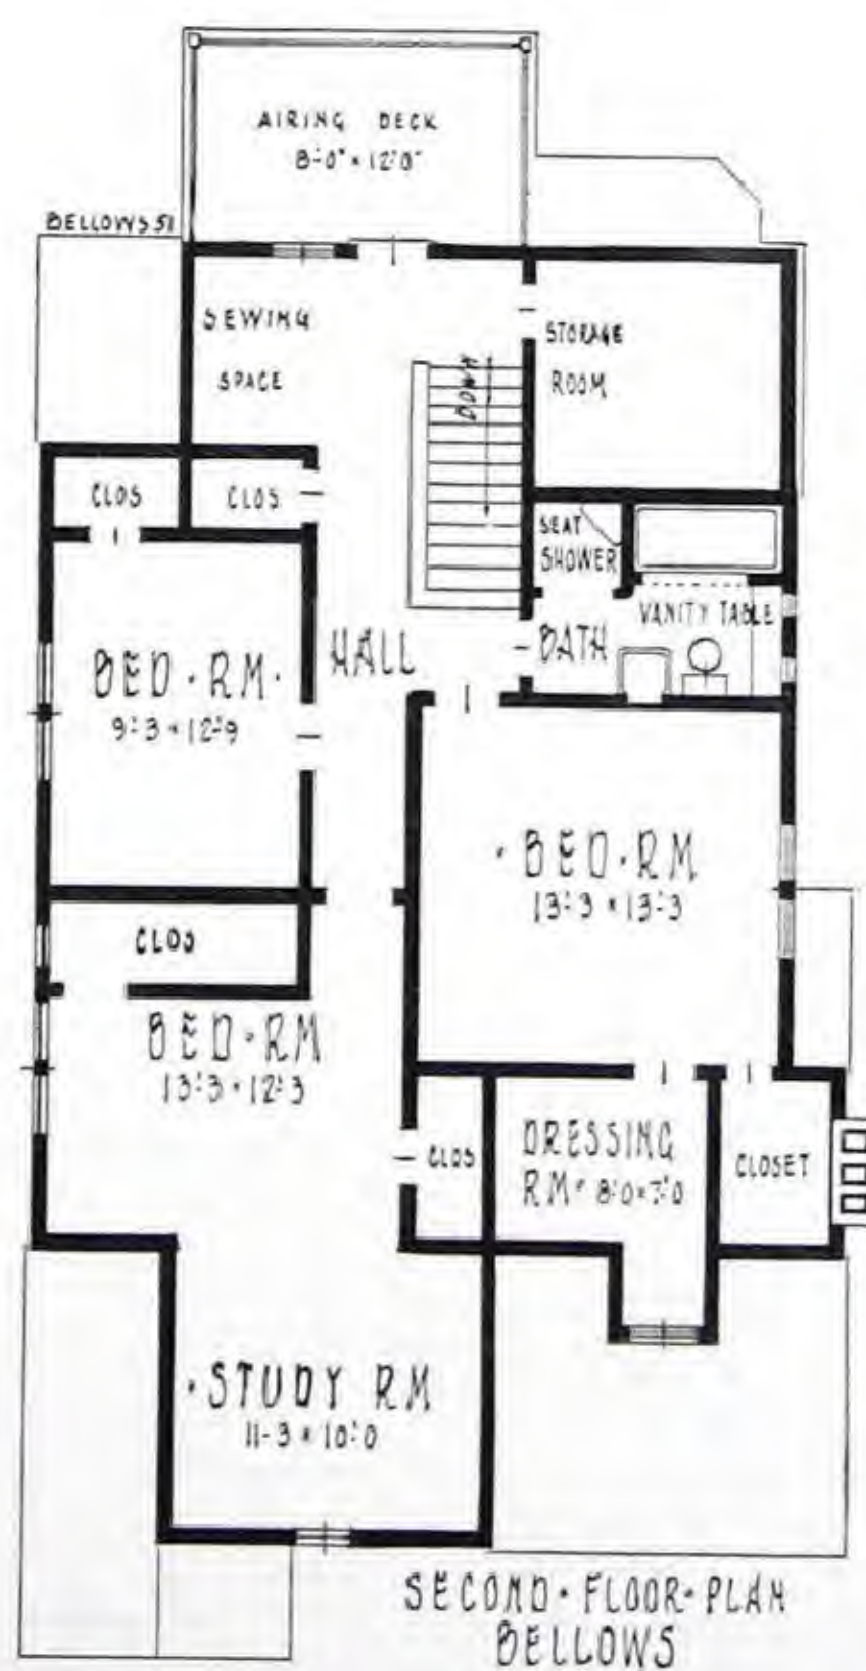 AIRING DECK
8'-0" x 12'0"
BELLOWS 51
SEWING
SPACE
STORAGE
ROOM
DOWN
CLOS
CLOS
SEAT
SHOWER
VANITY TABLE
BATH
HALL
BED. RM.
9'-3 x 12'-9
BED. RM
13'-3 x 13'-3
CLOS
BED. RM
13'-3 x 12'-3
CLOS
DRESSING
RM. 8'-0 x 7'-0
CLOSET
STUDY RM
11-3 x 10'-0
SECOND. FLOOR. PLAN
BELLOWS